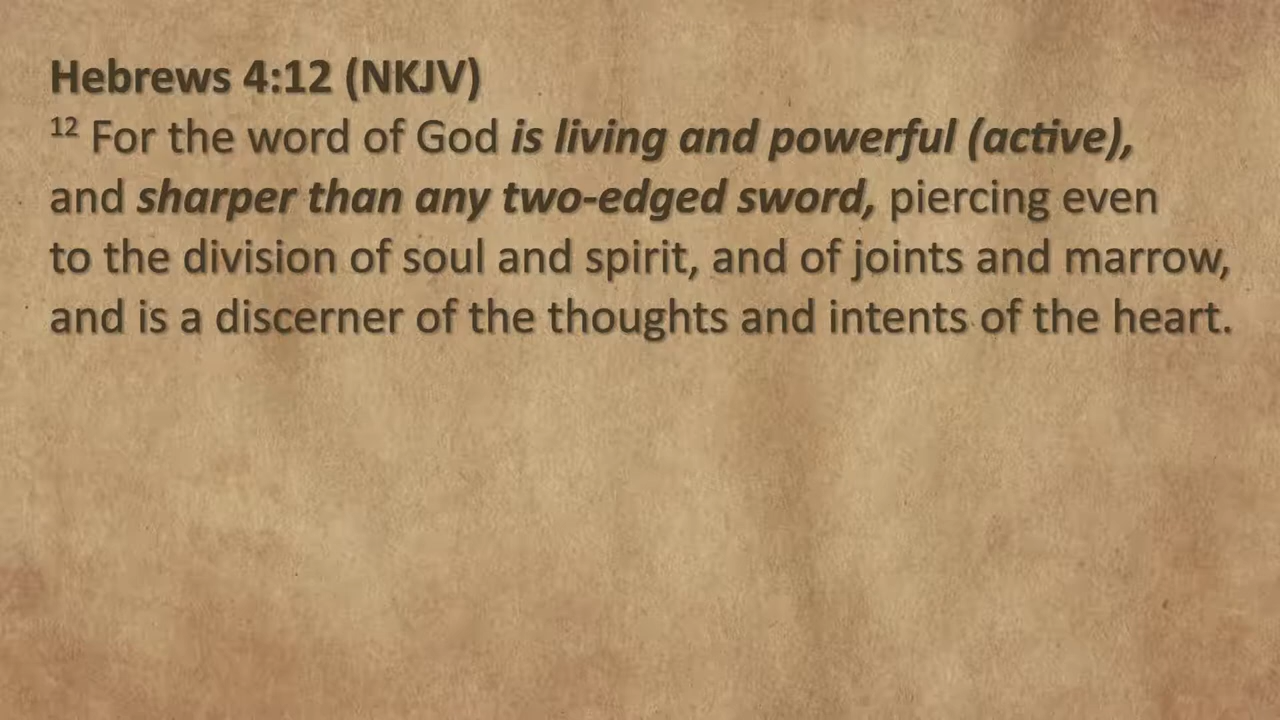 Hebrews 4:12 (NKJV)
12 For the word of God is living and powerful (active),
and sharper than any two-edged sword, piercing even
to the division of soul and spirit, and of joints and marrow,
and is a discerner of the thoughts and intents of the heart.